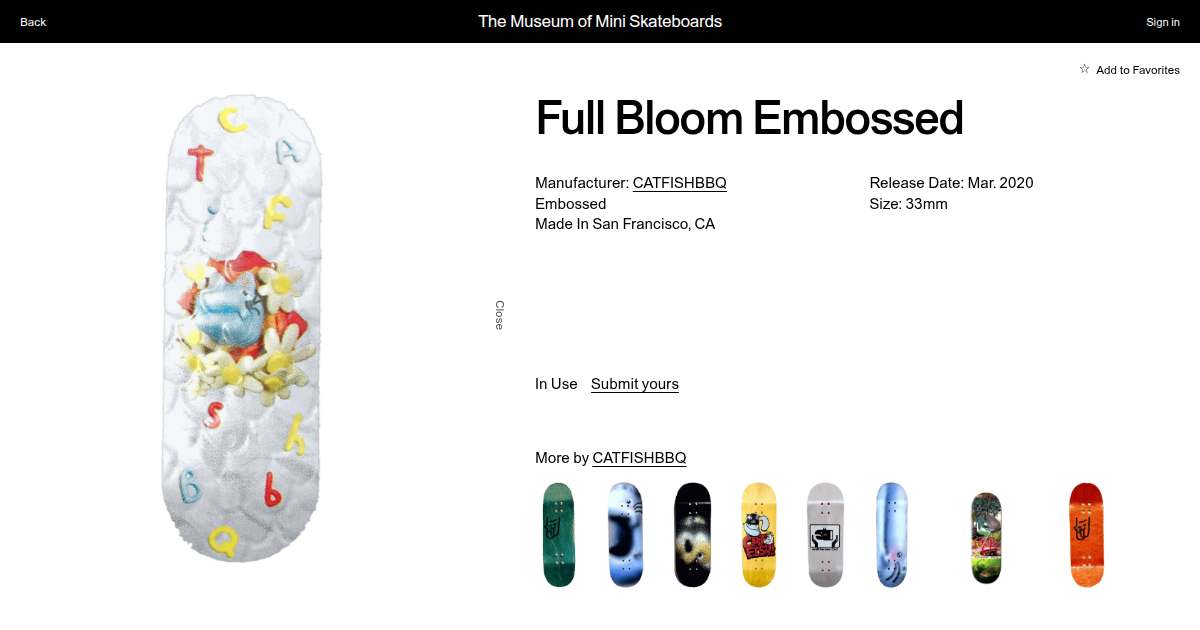 Back
The Museum of Mini Skateboards
Sign in
☆ Add to Favorites
C
T A
i F
S
h
B b
Q
Full Bloom Embossed
Manufacturer: CATFISHBBQ
Embossed
Made In San Francisco, CA
Release Date: Mar. 2020
Size: 33mm
Close
In Use Submit yours
More by CATFISHBBQ